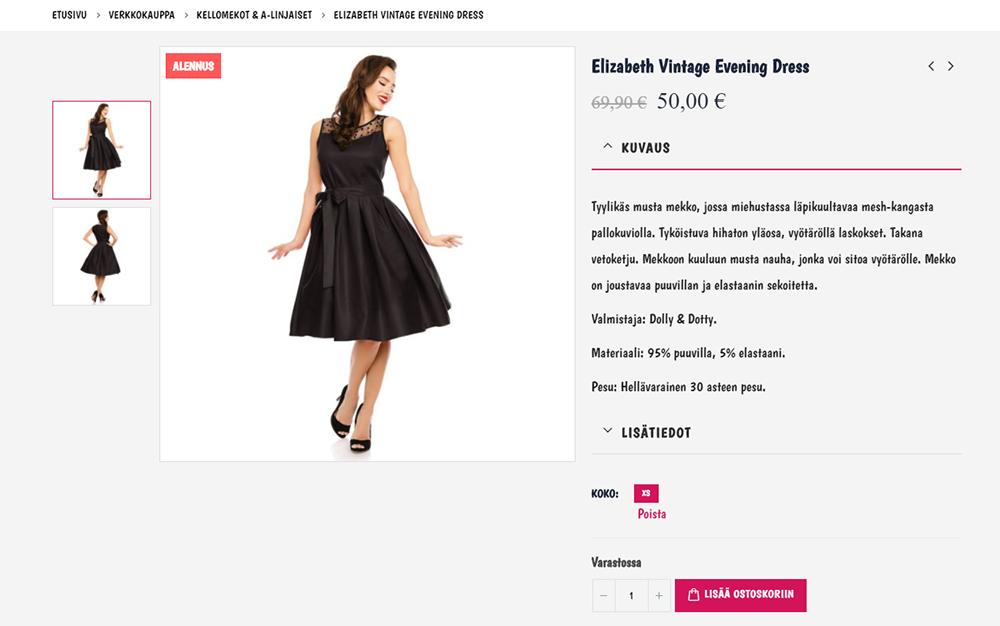 ETUSIVU > VERKKOKAUPPA > KELLOMEKOT & A-LINJAISET > ELIZABETH VINTAGE EVENING DRESS
ALENNUS
Elizabeth Vintage Evening Dress
69,90 € 50,00 €
KUVAUS
Tyylikäs musta mekko, jossa miehustassa läpikuultavaa mesh-kangasta
pallokuviolla. Tyköistuva hihaton yläosa, vyötäröllä laskokset. Takana
vetoketju. Mekkoon kuuluun musta nauha, jonka voi sitoa vyötärölle. Mekko
on joustavaa puuvillan ja elastaanin sekoitetta.
Valmistaja: Dolly & Dotty.
Materiaali: 95% puuvilla, 5% elastaani.
Pesu: Hellävarainen 30 asteen pesu.
LISÄTIEDOT
KOKO: XS
Poista
Varastossa
− 1 + LISÄÄ OSTOSKORIIN